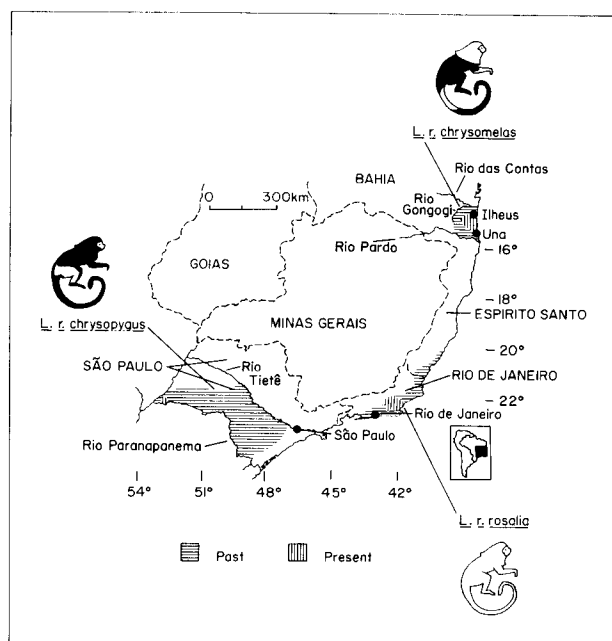 L. r. chrysomelas
Rio das Contas
BAHIA
0 300km
Rio
Gongogi
Ilheus
Una
Rio Pardo
16°
GOIAS
18°
ESPIRITO SANTO
L. r. chrysopygus
MINAS GERAIS
20°
SÃO PAULO
Rio
Tietê
RIO DE JANEIRO
22°
Rio de Janeiro
São Paulo
Rio Paranapanema
54° 51° 48° 45° 42°
L. r. rosalia
Past Present